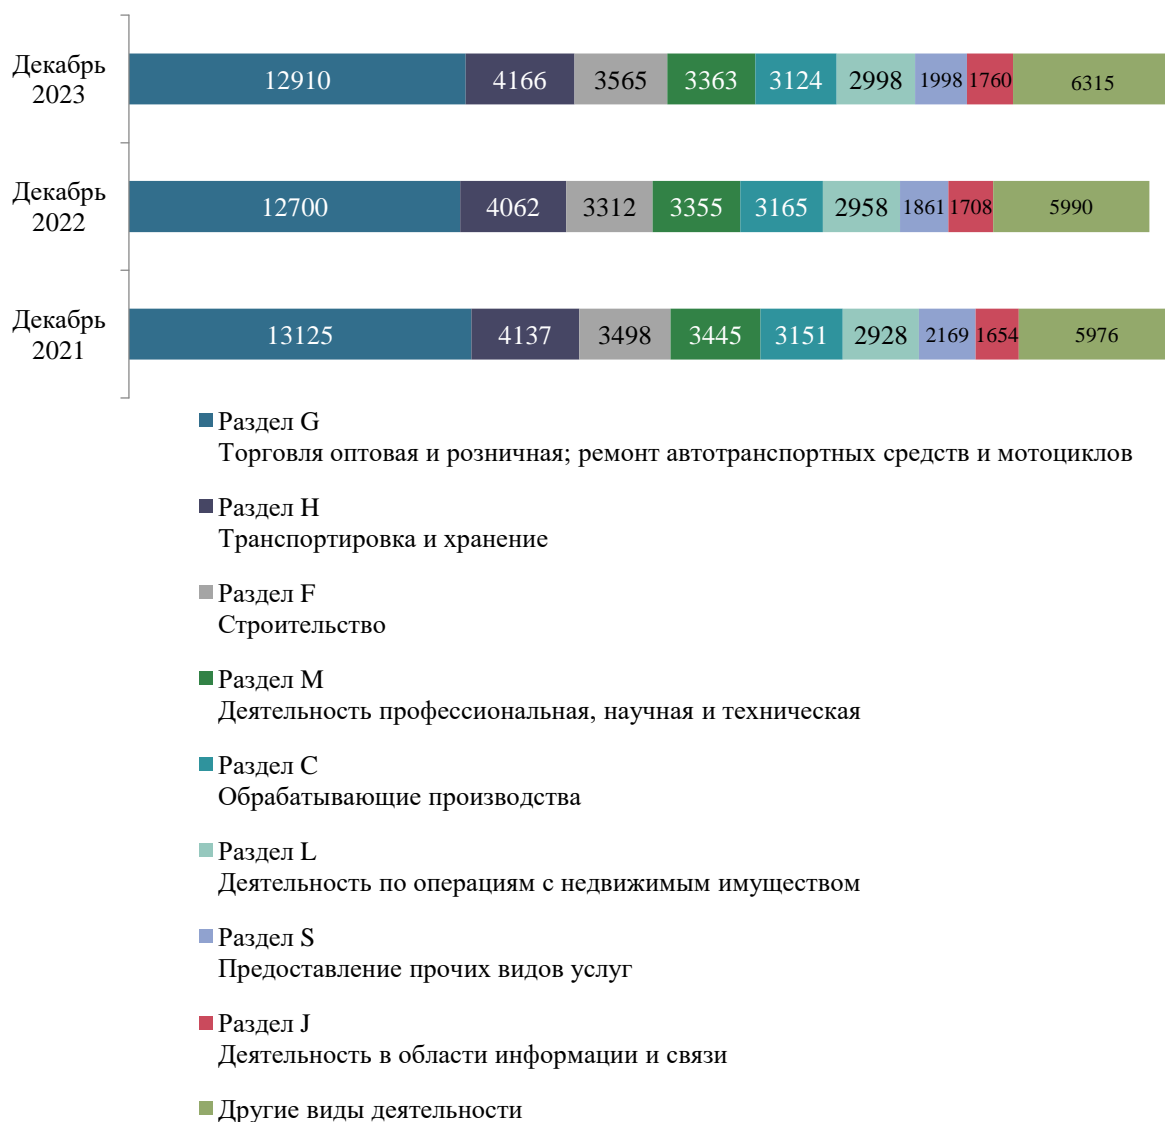 Декабрь
2023
12910 4166 3565 3363 3124 2998 1998 1760 6315
Декабрь
2022
12700 4062 3312 3355 3165 2958 1861 1708 5990
Декабрь
2021
13125 4137 3498 3445 3151 2928 2169 1654 5976
Раздел G
Торговля оптовая и розничная; ремонт автотранспортных средств и мотоциклов
Раздел H
Транспортировка и хранение
Раздел F
Строительство
Раздел M
Деятельность профессиональная, научная и техническая
Раздел C
Обрабатывающие производства
Раздел L
Деятельность по операциям с недвижимым имуществом
Раздел S
Предоставление прочих видов услуг
Раздел J
Деятельность в области информации и связи
Другие виды деятельности